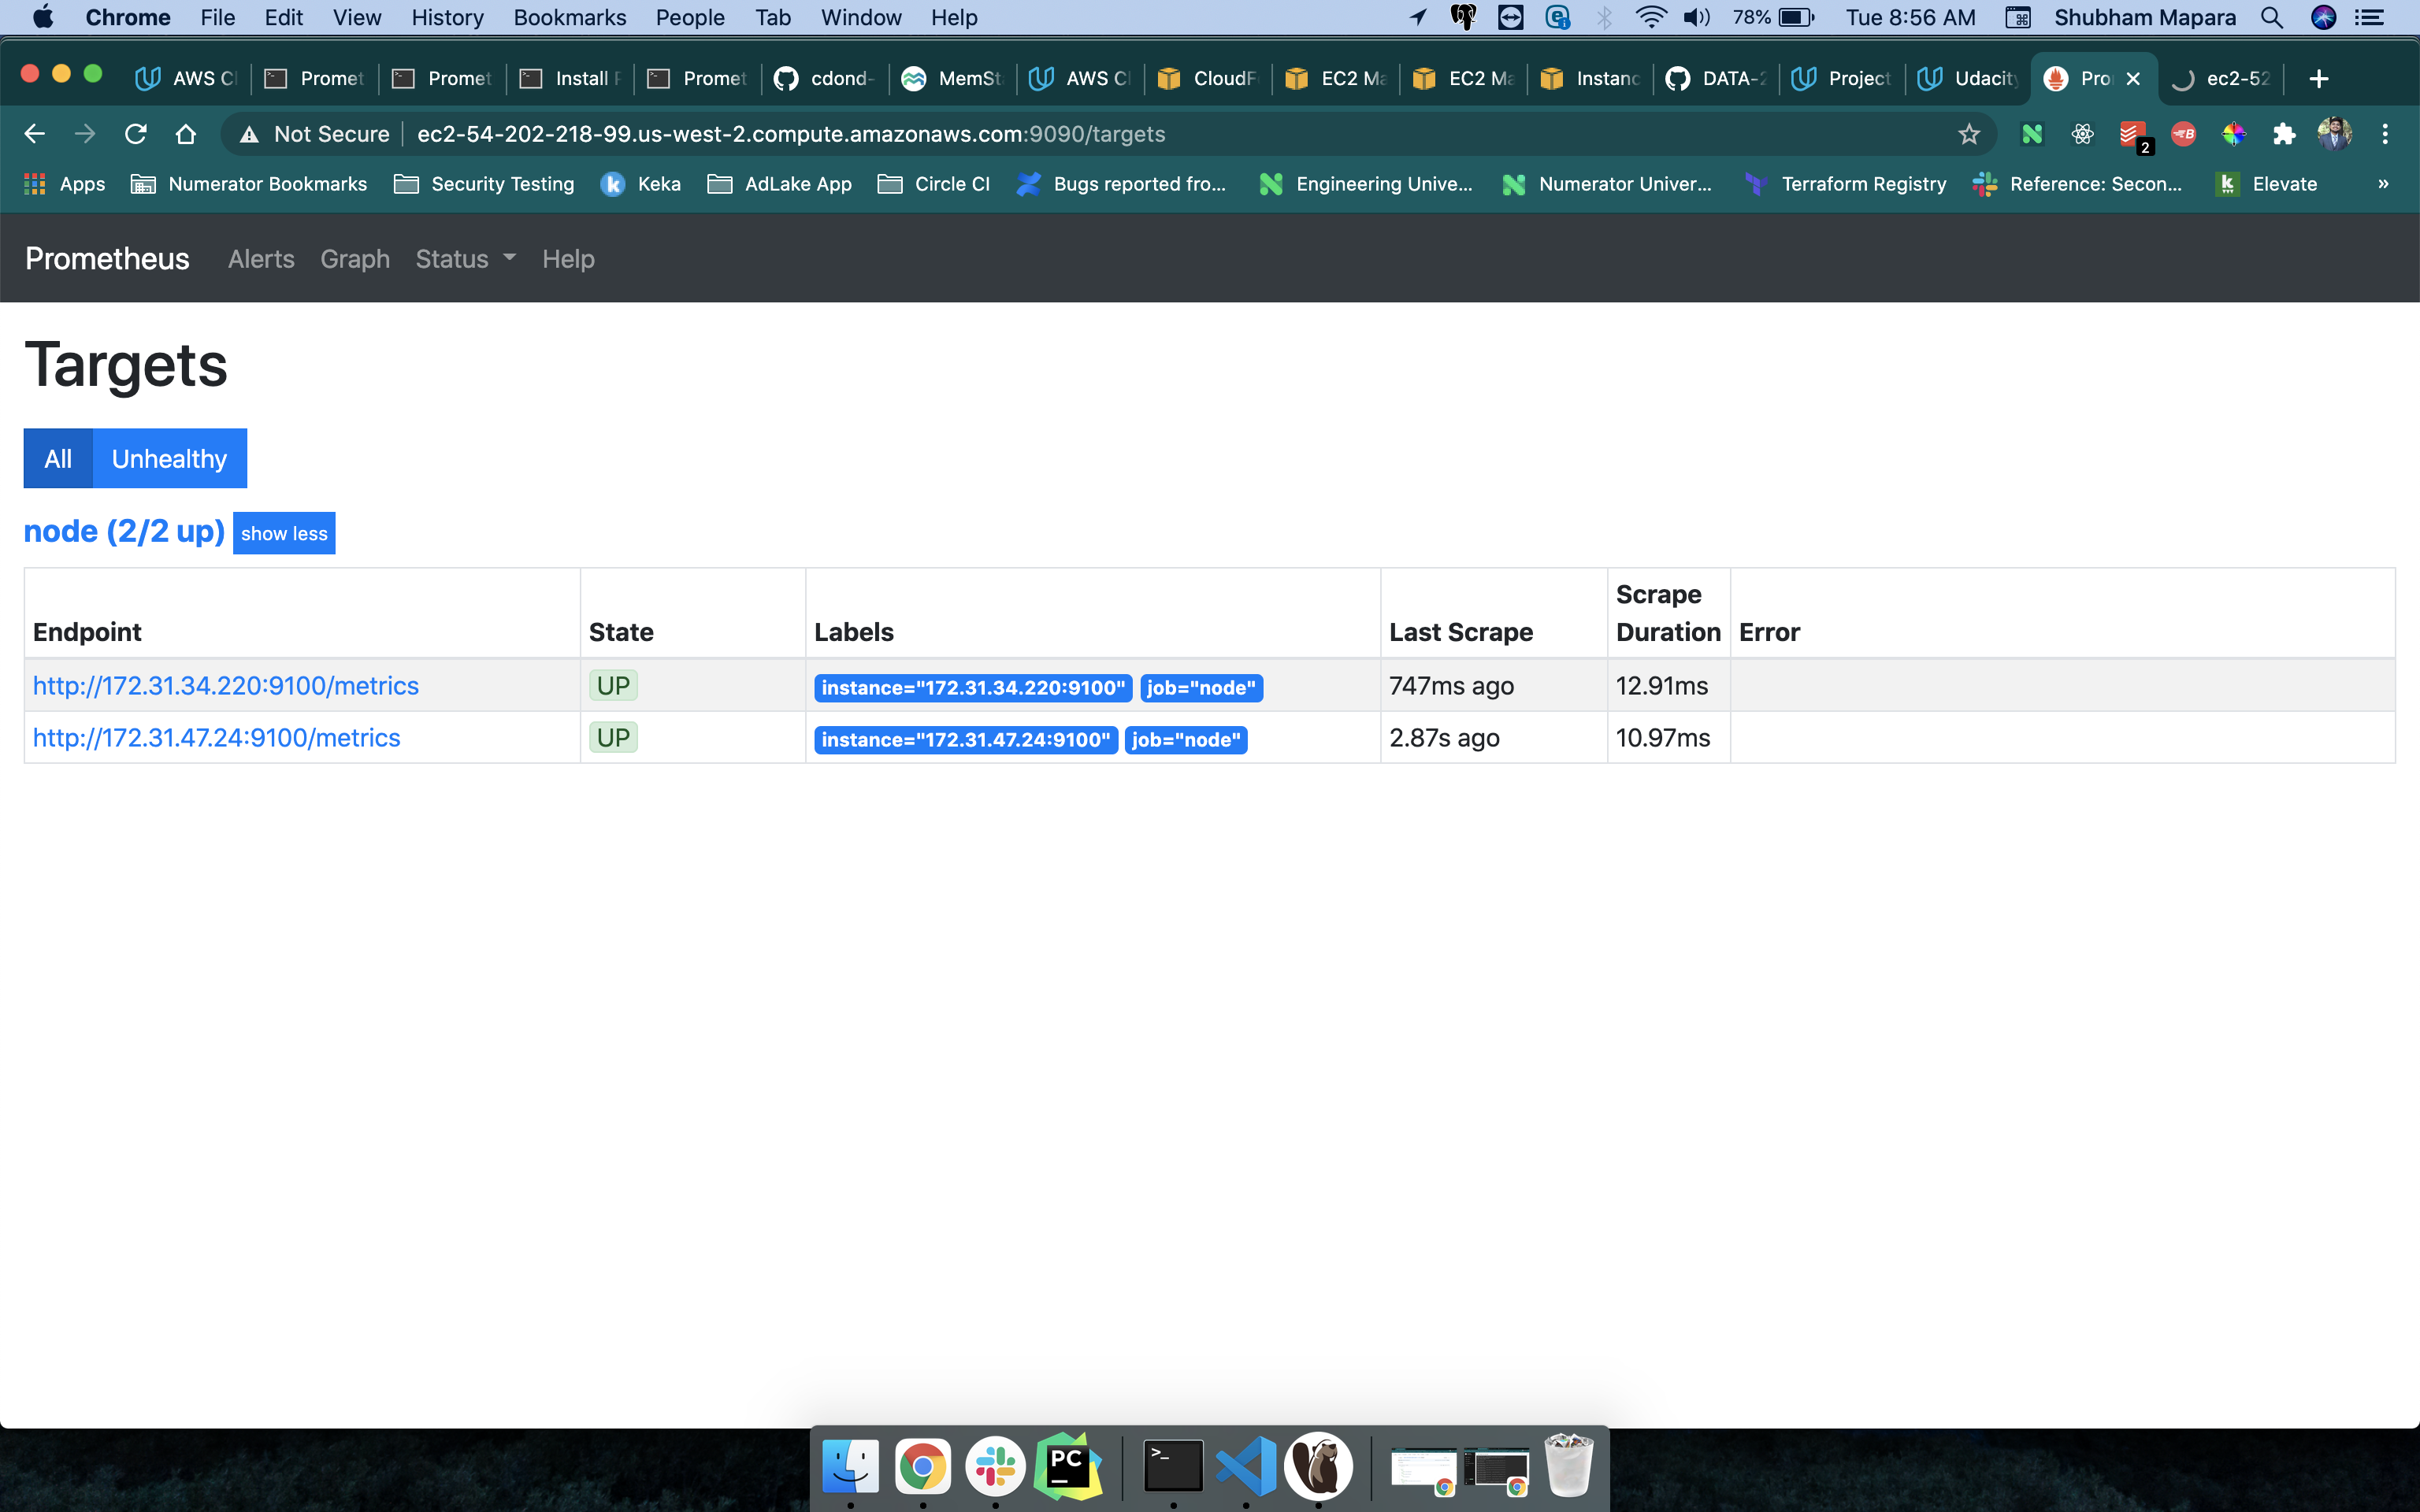 Chrome File Edit View History Bookmarks People Tab Window Help 78% Tue 8:56 AM Shubham Mapara
AWS Cl Promet Promet Install P Promet cdond- MemSt AWS Cl CloudF EC2 Ma EC2 Ma Instanc DATA-2 Project Udacity Pro ec2-52
Not Secure ec2-54-202-218-99.us-west-2.compute.amazonaws.com:9090/targets 2
Apps Numerator Bookmarks Security Testing Keka AdLake App Circle CI Bugs reported fro... Engineering Unive... Numerator Univer... Terraform Registry Reference: Secon... Elevate »
Prometheus Alerts Graph Status Help
Targets
All Unhealthy
node (2/2 up) show less
Endpoint State Labels Last Scrape Scrape Duration Error
http://172.31.34.220:9100/metrics UP instance="172.31.34.220:9100" job="node" 747ms ago 12.91ms
http://172.31.47.24:9100/metrics UP instance="172.31.47.24:9100" job="node" 2.87s ago 10.97ms
PC